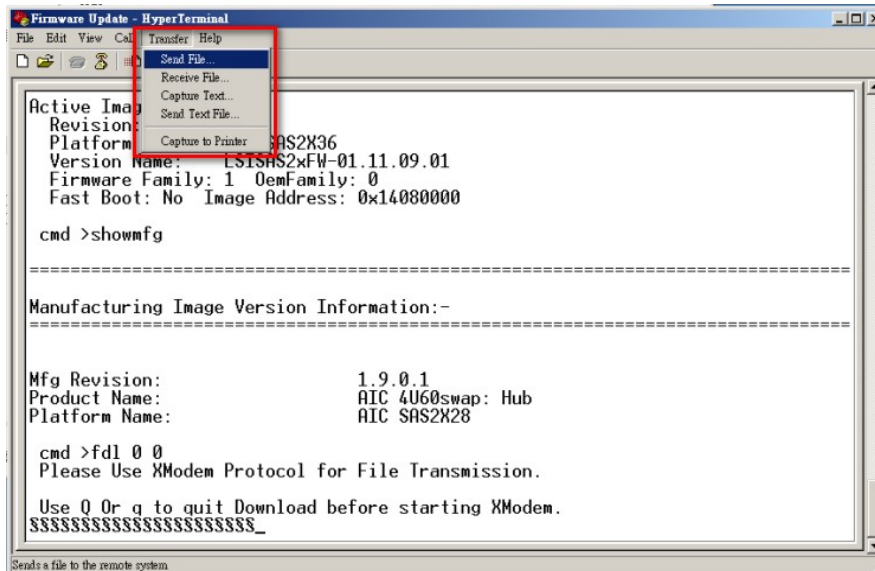 Firmware Update - HyperTerminal
File Edit View Call Transfer Help
Send File...
Receive File...
Capture Text...
Send Text File...
Capture to Printer
Active Imag
Revision:
Platform SAS2X36
Version Name: LSISAS2xFW-01.11.09.01
Firmware Family: 1 OemFamily: 0
Fast Boot: No Image Address: 0x14080000
cmd >showmfg
================================================================================
Manufacturing Image Version Information:-
================================================================================
Mfg Revision: 1.9.0.1
Product Name: AIC 4U60swap: Hub
Platform Name: AIC SAS2X28
cmd >fdl 0 0
Please Use XModem Protocol for File Transmission.
Use Q Or q to quit Download before starting XModem.
§§§§§§§§§§§§§§§§§§§§§§_
Sends a file to the remote system